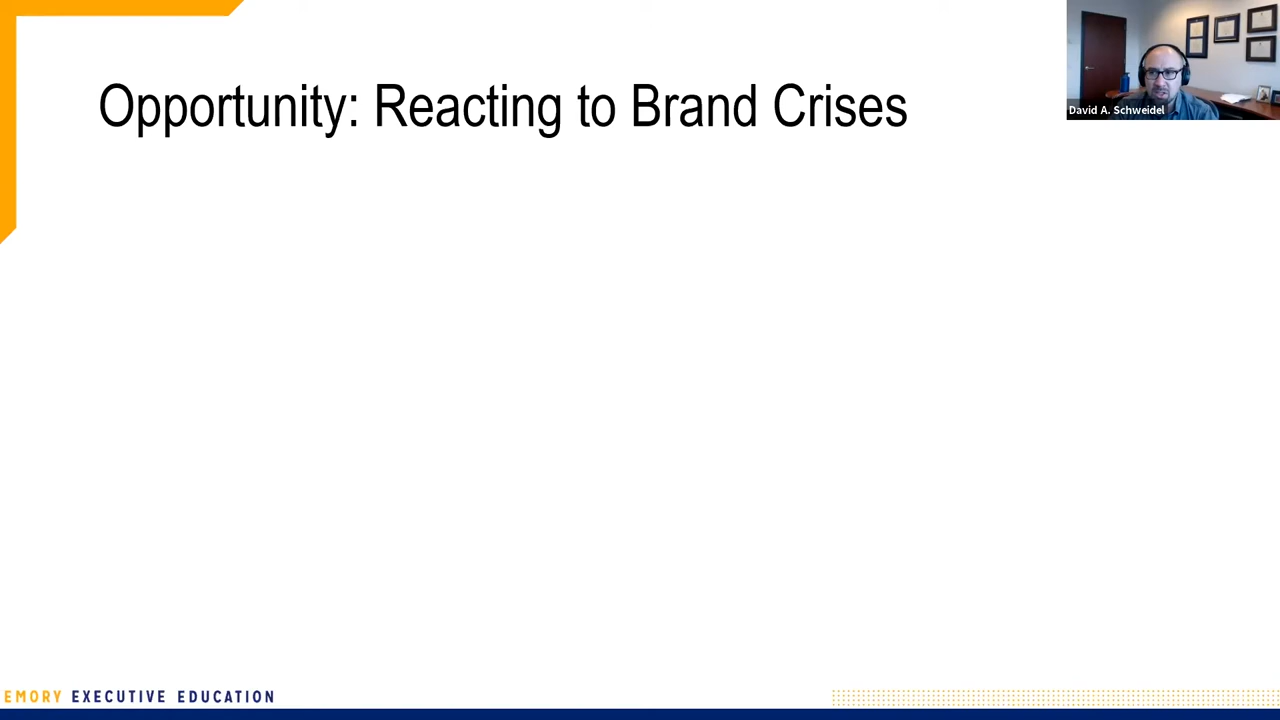 Opportunity: Reacting to Brand Crises
David A. Schweidel
EMORY EXECUTIVE EDUCATION